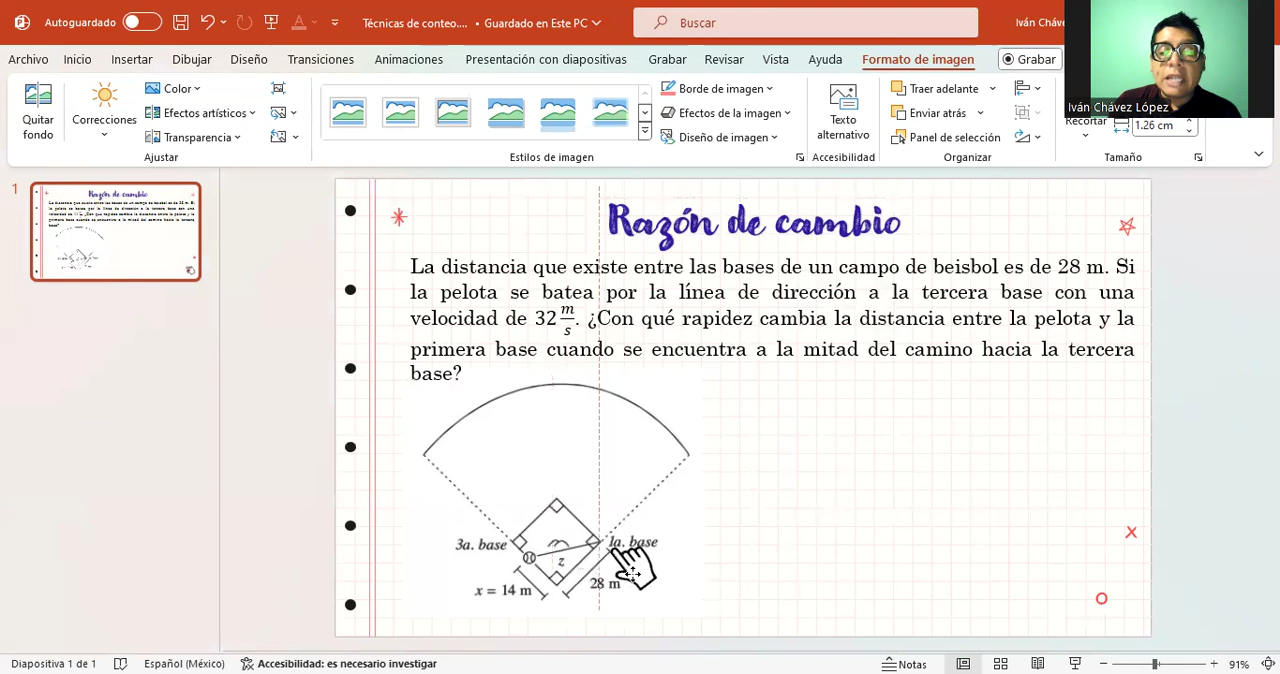 Autoguardado
Técnicas de conteo.... • Guardado en Este PC
Buscar
Iván Cháve
Archivo Inicio Insertar Dibujar Diseño Transiciones Animaciones Presentación con diapositivas Grabar Revisar Vista Ayuda Formato de imagen Grabar
Quitar fondo
Correcciones
Color
Efectos artísticos
Transparencia
Ajustar
Estilos de imagen
Borde de imagen
Efectos de la imagen
Diseño de imagen
Texto alternativo
Accesibilidad
Traer adelante
Enviar atrás
Panel de selección
Organizar
Recortar
1.26 cm
Tamaño
Iván Chávez López
1
Razón de cambio
La distancia que existe entre las bases de un campo de beisbol es de 28 m. Si
la pelota se batea por la línea de dirección a la tercera base con una
velocidad de 32 m/s. ¿Con qué rapidez cambia la distancia entre la pelota y la
primera base cuando se encuentra a la mitad del camino hacia la tercera
base?
3a. base
1a. base
z
x = 14 m
28 m
Diapositiva 1 de 1
Español (México)
Accesibilidad: es necesario investigar
Notas
91%